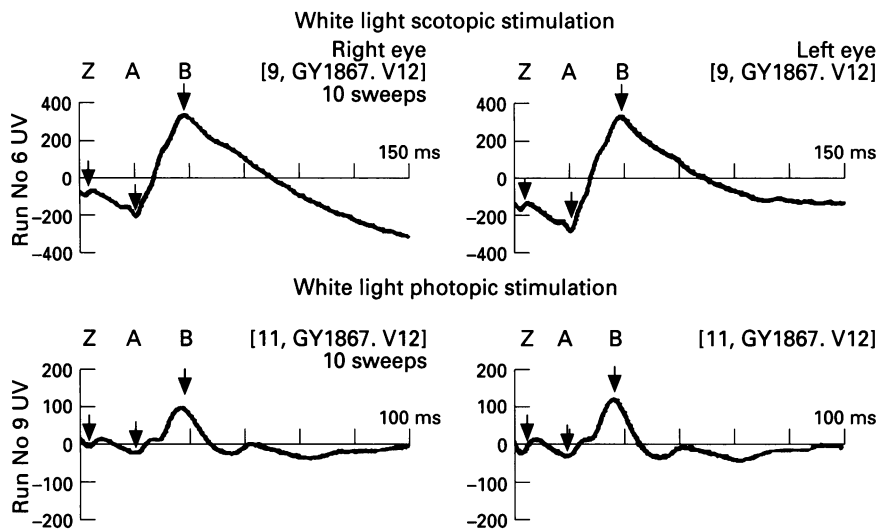 White light scotopic stimulation
Right eye
Z A B [9, GY1867. V12]
10 sweeps
Run No 6 UV
400
200
0
−200
−400
150 ms
Left eye
Z A B [9, GY1867. V12]
400
200
0
−200
−400
150 ms
White light photopic stimulation
Z A B [11, GY1867. V12]
10 sweeps
Run No 9 UV
200
100
0
−100
−200
100 ms
Z A B [11, GY1867. V12]
200
100
0
−100
−200
100 ms